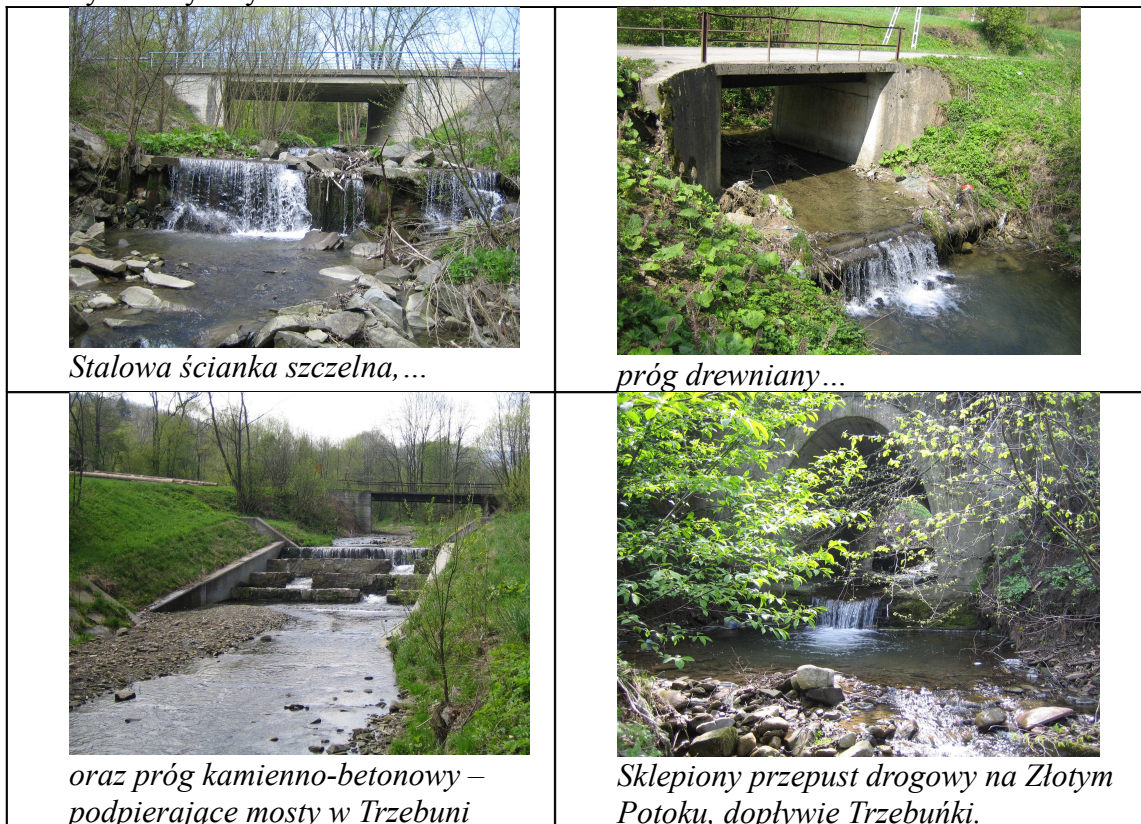 Stalowa ścianka szczelna,…
próg drewniany…
oraz próg kamienno-betonowy –
podpierające mosty w Trzebuni
Sklepiony przepust drogowy na Złotym
Potoku, dopływie Trzebuńki.